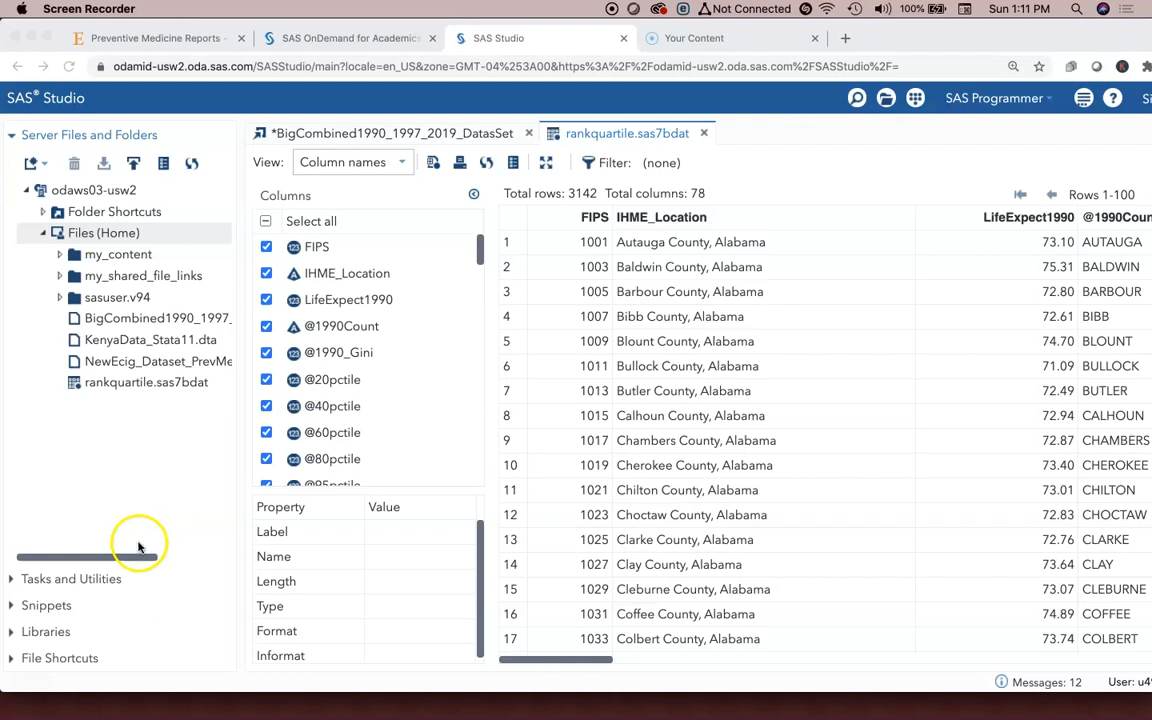 Screen Recorder
Not Connected
100%
Sun 1:11 PM
Preventive Medicine Reports -
SAS OnDemand for Academics
SAS Studio
Your Content
odamid-usw2.oda.sas.com/SASStudio/main?locale=en_US&zone=GMT-04%253A00&https%3A%2F%2Fodamid-usw2.oda.sas.com%2FSASStudio%2F=
SAS® Studio
SAS Programmer
Server Files and Folders
*BigCombined1990_1997_2019_DatasSet
rankquartile.sas7bdat
View: Column names
Filter: (none)
odaws03-usw2
Folder Shortcuts
Files (Home)
my_content
my_shared_file_links
sasuser.v94
BigCombined1990_1997_
KenyaData_Stata11.dta
NewEcig_Dataset_PrevMe
rankquartile.sas7bdat
Tasks and Utilities
Snippets
Libraries
File Shortcuts
Columns
Select all
FIPS
IHME_Location
LifeExpect1990
@1990Count
@1990_Gini
@20pctile
@40pctile
@60pctile
@80pctile
@95pctile
Property Value
Label
Name
Length
Type
Format
Informat
Total rows: 3142 Total columns: 78
Rows 1-100
FIPS IHME_Location LifeExpect1990 @1990Coun
1 1001 Autauga County, Alabama 73.10 AUTAUGA
2 1003 Baldwin County, Alabama 75.31 BALDWIN
3 1005 Barbour County, Alabama 72.80 BARBOUR
4 1007 Bibb County, Alabama 72.61 BIBB
5 1009 Blount County, Alabama 74.70 BLOUNT
6 1011 Bullock County, Alabama 71.09 BULLOCK
7 1013 Butler County, Alabama 72.49 BUTLER
8 1015 Calhoun County, Alabama 72.94 CALHOUN
9 1017 Chambers County, Alabama 72.87 CHAMBERS
10 1019 Cherokee County, Alabama 73.40 CHEROKEE
11 1021 Chilton County, Alabama 73.01 CHILTON
12 1023 Choctaw County, Alabama 72.83 CHOCTAW
13 1025 Clarke County, Alabama 72.76 CLARKE
14 1027 Clay County, Alabama 73.64 CLAY
15 1029 Cleburne County, Alabama 73.07 CLEBURNE
16 1031 Coffee County, Alabama 74.89 COFFEE
17 1033 Colbert County, Alabama 73.74 COLBERT
Messages: 12
User: u4